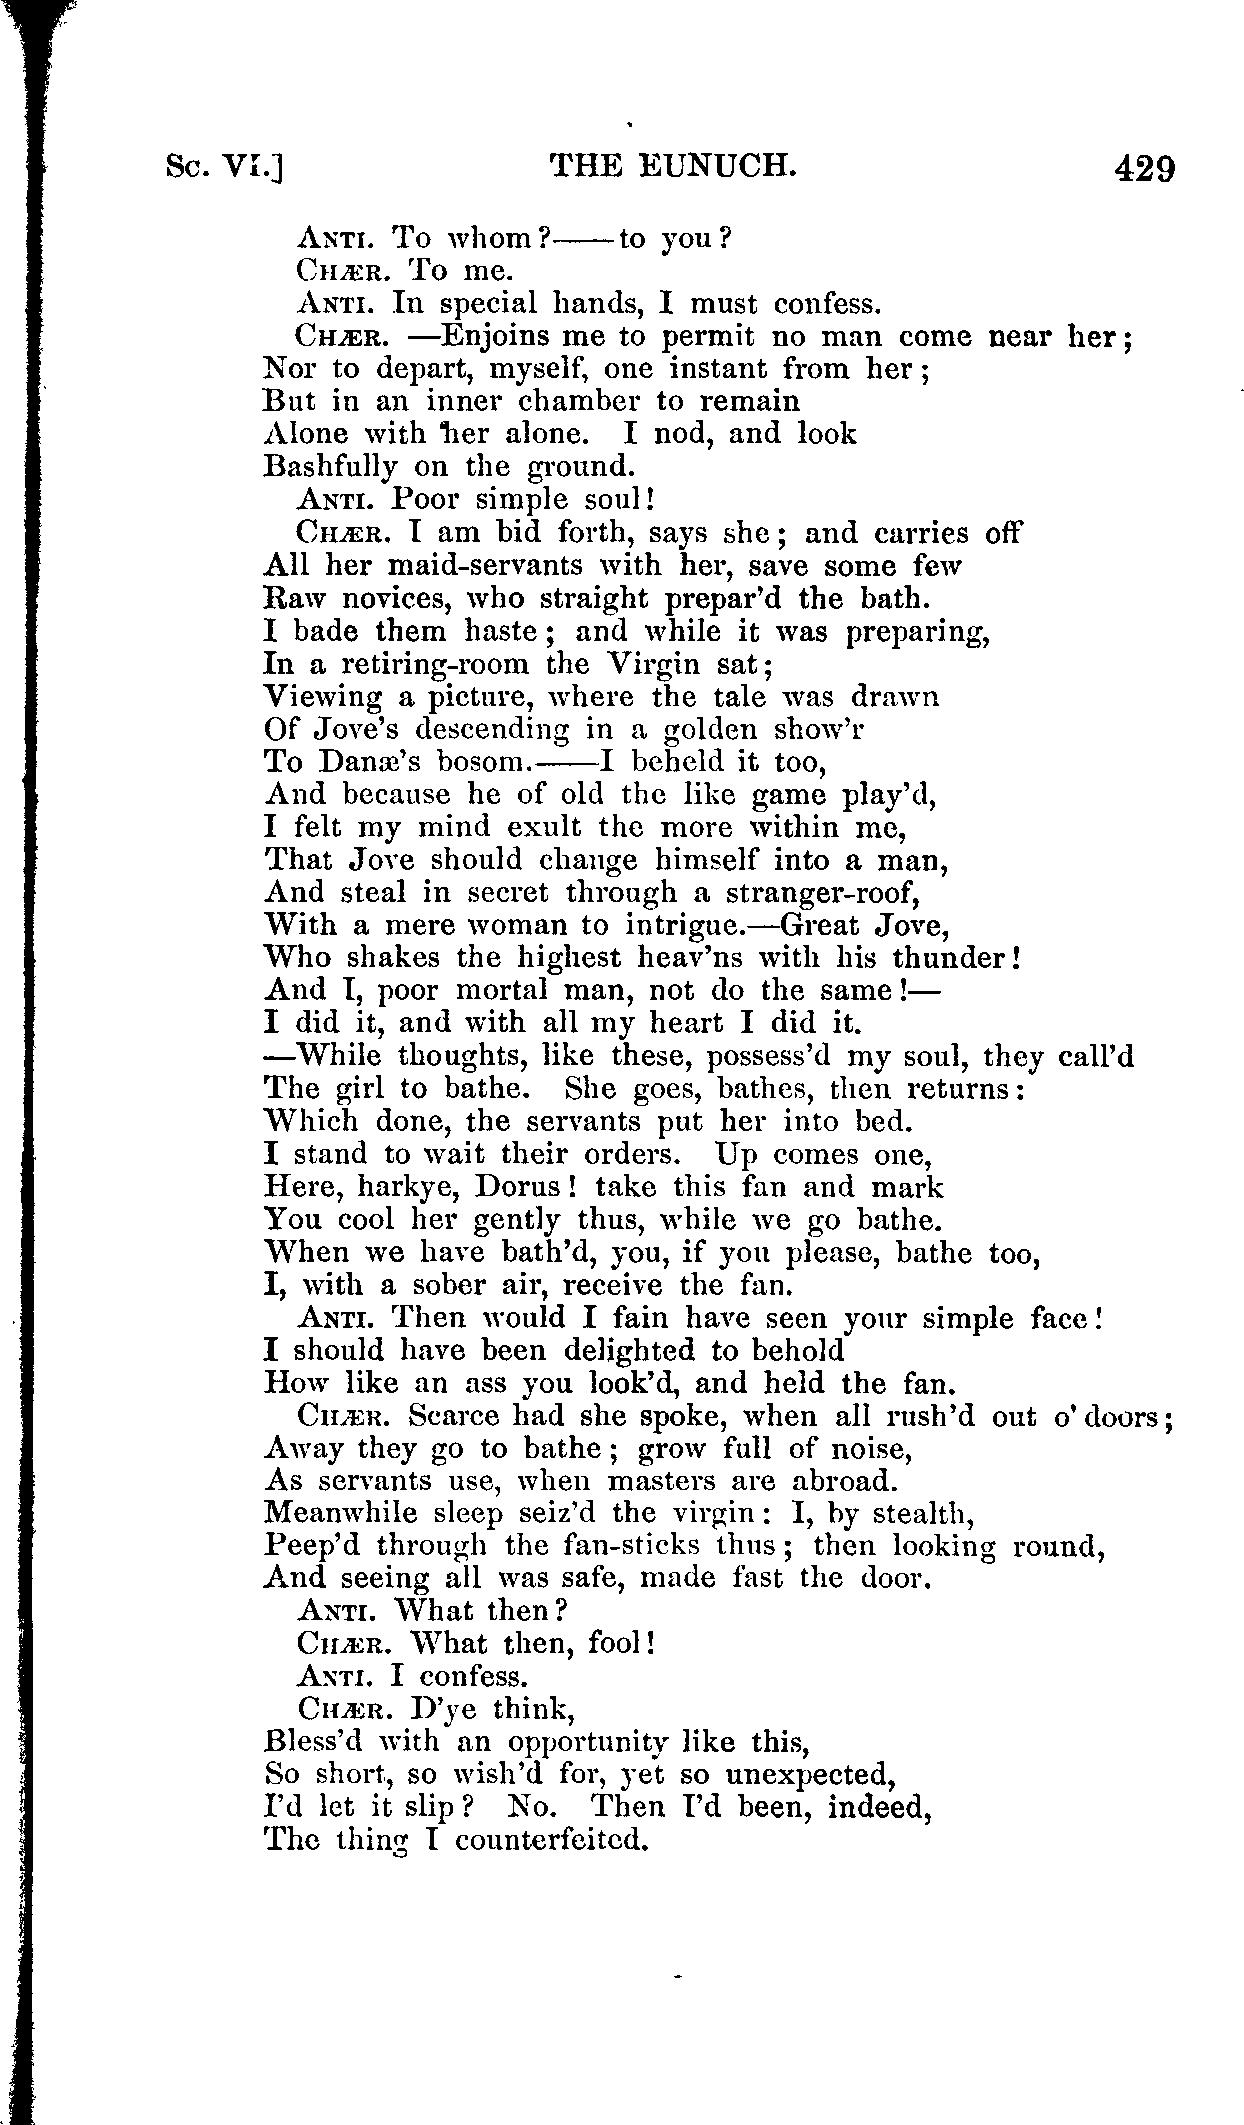 Sc. VI.] THE EUNUCH. 429
ANTI. To whom?——to you?
CHÆR. To me.
ANTI. In special hands, I must confess.
CHÆR. —Enjoins me to permit no man come near her;
Nor to depart, myself, one instant from her;
But in an inner chamber to remain
Alone with her alone. I nod, and look
Bashfully on the ground.
ANTI. Poor simple soul!
CHÆR. I am bid forth, says she; and carries off
All her maid-servants with her, save some few
Raw novices, who straight prepar'd the bath.
I bade them haste; and while it was preparing,
In a retiring-room the Virgin sat;
Viewing a picture, where the tale was drawn
Of Jove's descending in a golden show'r
To Danæ's bosom.——I beheld it too,
And because he of old the like game play'd,
I felt my mind exult the more within me,
That Jove should change himself into a man,
And steal in secret through a stranger-roof,
With a mere woman to intrigue.—Great Jove,
Who shakes the highest heav'ns with his thunder!
And I, poor mortal man, not do the same!—
I did it, and with all my heart I did it.
—While thoughts, like these, possess'd my soul, they call'd
The girl to bathe. She goes, bathes, then returns:
Which done, the servants put her into bed.
I stand to wait their orders. Up comes one,
Here, harkye, Dorus! take this fan and mark
You cool her gently thus, while we go bathe.
When we have bath'd, you, if you please, bathe too,
I, with a sober air, receive the fan.
ANTI. Then would I fain have seen your simple face!
I should have been delighted to behold
How like an ass you look'd, and held the fan.
CHÆR. Scarce had she spoke, when all rush'd out o' doors;
Away they go to bathe; grow full of noise,
As servants use, when masters are abroad.
Meanwhile sleep seiz'd the virgin: I, by stealth,
Peep'd through the fan-sticks thus; then looking round,
And seeing all was safe, made fast the door.
ANTI. What then?
CHÆR. What then, fool!
ANTI. I confess.
CHÆR. D'ye think,
Bless'd with an opportunity like this,
So short, so wish'd for, yet so unexpected,
I'd let it slip? No. Then I'd been, indeed,
The thing I counterfeited.